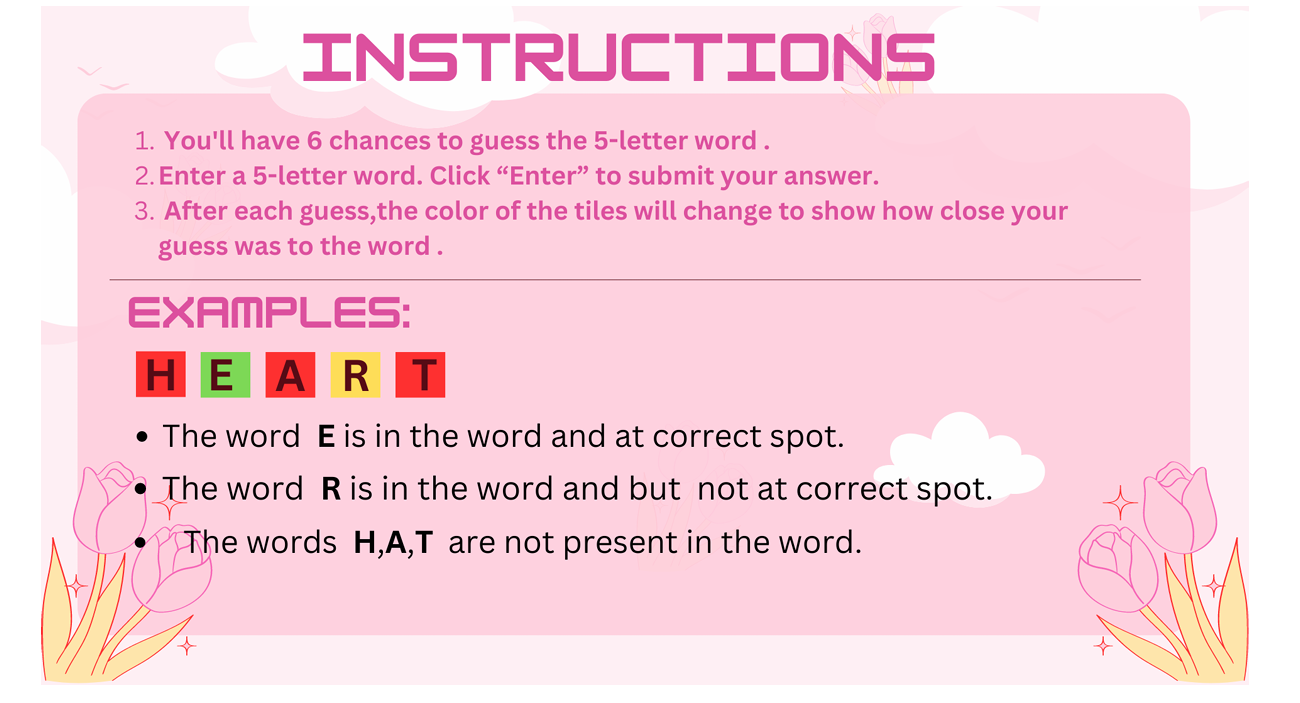 INSTRUCTIONS
1. You'll have 6 chances to guess the 5-letter word .
2. Enter a 5-letter word. Click “Enter” to submit your answer.
3. After each guess,the color of the tiles will change to show how close your
guess was to the word .
EXAMPLES:
H E A R T
• The word E is in the word and at correct spot.
• The word R is in the word and but not at correct spot.
• The words H,A,T are not present in the word.